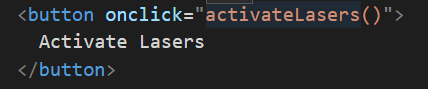 <button onclick="activateLasers()">
  Activate Lasers
</button>